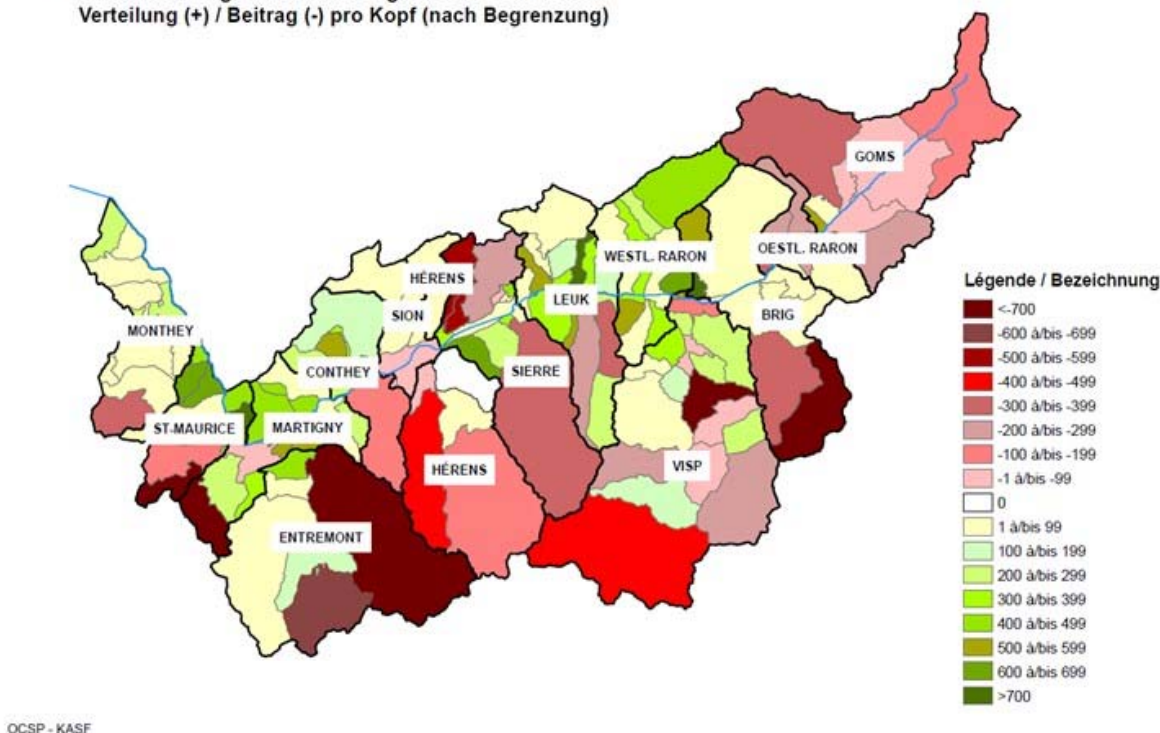 Verteilung (+) / Beitrag (-) pro Kopf (nach Begrenzung)
GOMS
OESTL. RARON
WESTL. RARON
HÉRENS
LEUK
BRIG
SION
MONTHEY
CONTHEY
SIERRE
ST-MAURICE
MARTIGNY
HÉRENS
VISP
ENTREMONT
Légende / Bezeichnung
<-700
-600 à/bis -699
-500 à/bis -599
-400 à/bis -499
-300 à/bis -399
-200 à/bis -299
-100 à/bis -199
-1 à/bis -99
0
1 à/bis 99
100 à/bis 199
200 à/bis 299
300 à/bis 399
400 à/bis 499
500 à/bis 599
600 à/bis 699
>700
OCSP - KASF